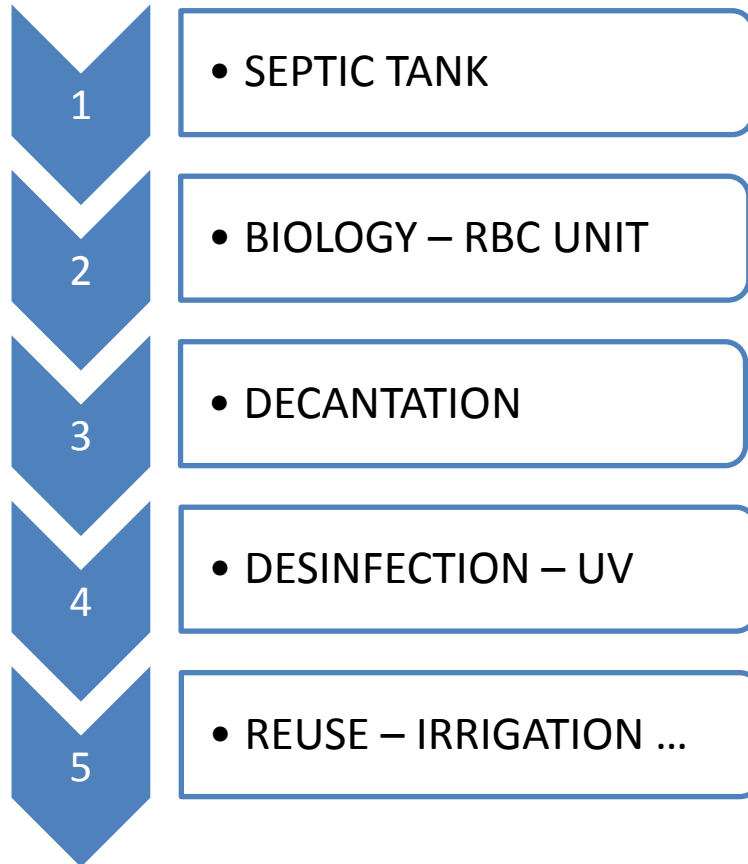 1
• SEPTIC TANK
2
• BIOLOGY – RBC UNIT
3
• DECANTATION
4
• DESINFECTION – UV
5
• REUSE – IRRIGATION ...